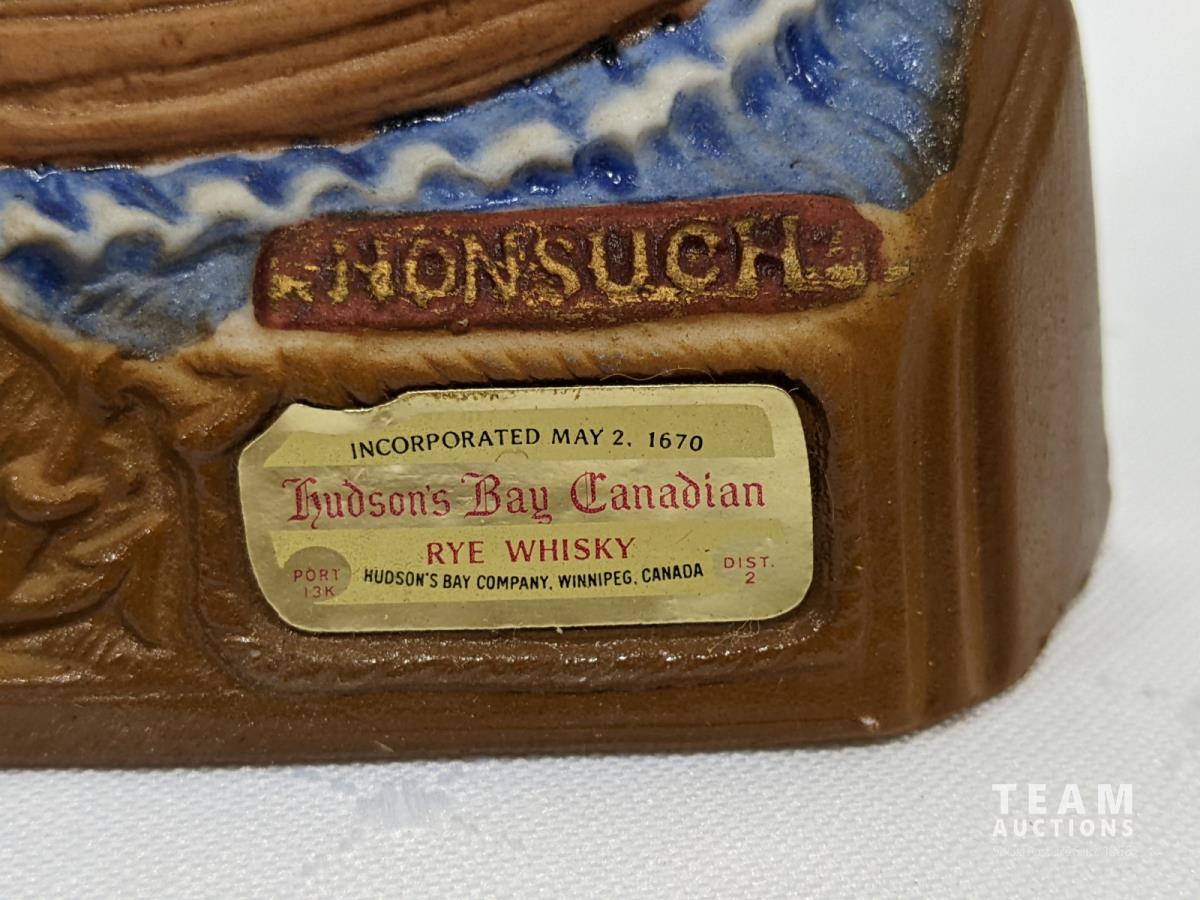 NONSUCH
INCORPORATED MAY 2, 1670
Hudson's Bay Canadian
RYE WHISKY
PORT
13K
HUDSON'S BAY COMPANY, WINNIPEG, CANADA
DIST.
2
TEAM
AUCTIONS